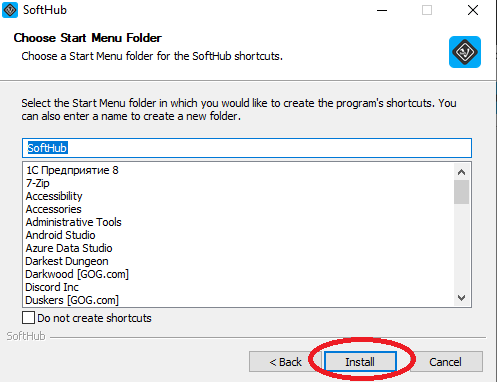 SoftHub
Choose Start Menu Folder
Choose a Start Menu folder for the SoftHub shortcuts.
Select the Start Menu folder in which you would like to create the program's shortcuts. You
can also enter a name to create a new folder.
SoftHub
1С Предприятие 8
7-Zip
Accessibility
Accessories
Administrative Tools
Android Studio
Azure Data Studio
Darkest Dungeon
Darkwood [GOG.com]
Discord Inc
Duskers [GOG.com]
Do not create shortcuts
SoftHub
< Back
Install
Cancel